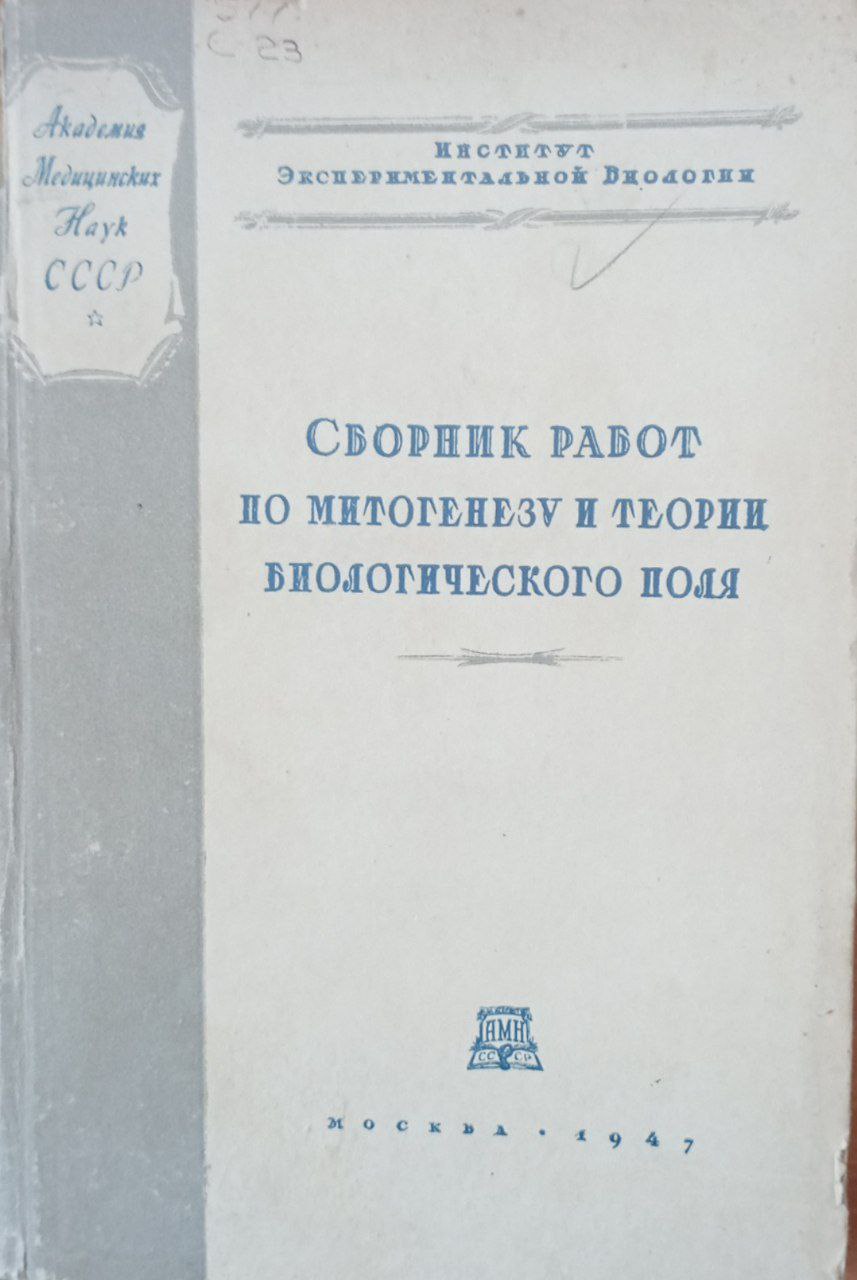 С 23
Академия
Медицинских
Наук
СССР
Институт
Экспериментальной Биологии
Сборник работ
по митогенезу и теории
биологического поля
АМН
СССР
Москва · 1947